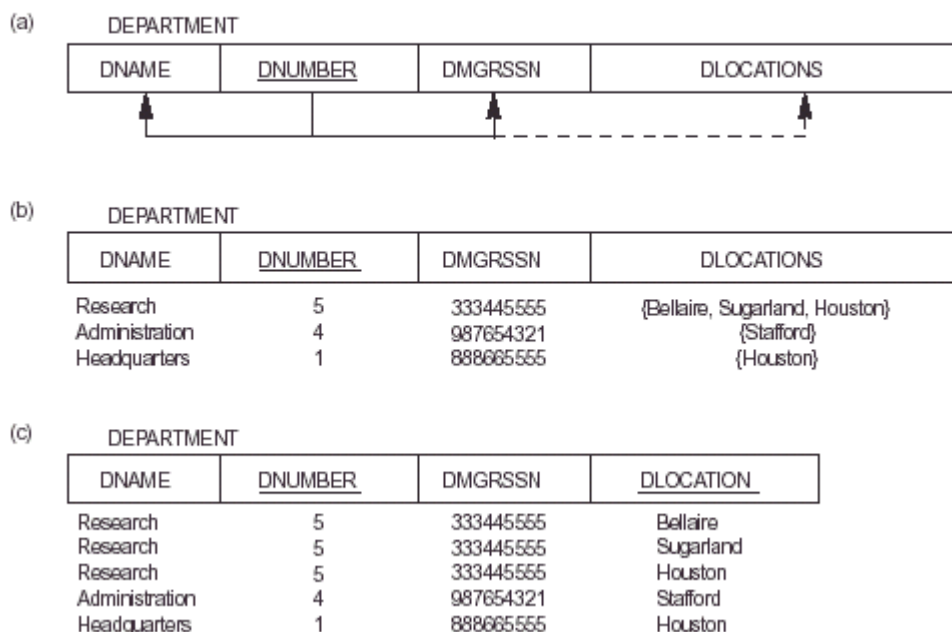 (a) DEPARTMENT
DNAME DNUMBER DMGRSSN DLOCATIONS
(b) DEPARTMENT
DNAME DNUMBER DMGRSSN DLOCATIONS
Research 5 333445555 {Bellaire, Sugarland, Houston}
Administration 4 987654321 {Stafford}
Headquarters 1 888665555 {Houston}
(c) DEPARTMENT
DNAME DNUMBER DMGRSSN DLOCATION
Research 5 333445555 Bellaire
Research 5 333445555 Sugarland
Research 5 333445555 Houston
Administration 4 987654321 Stafford
Headquarters 1 888665555 Houston